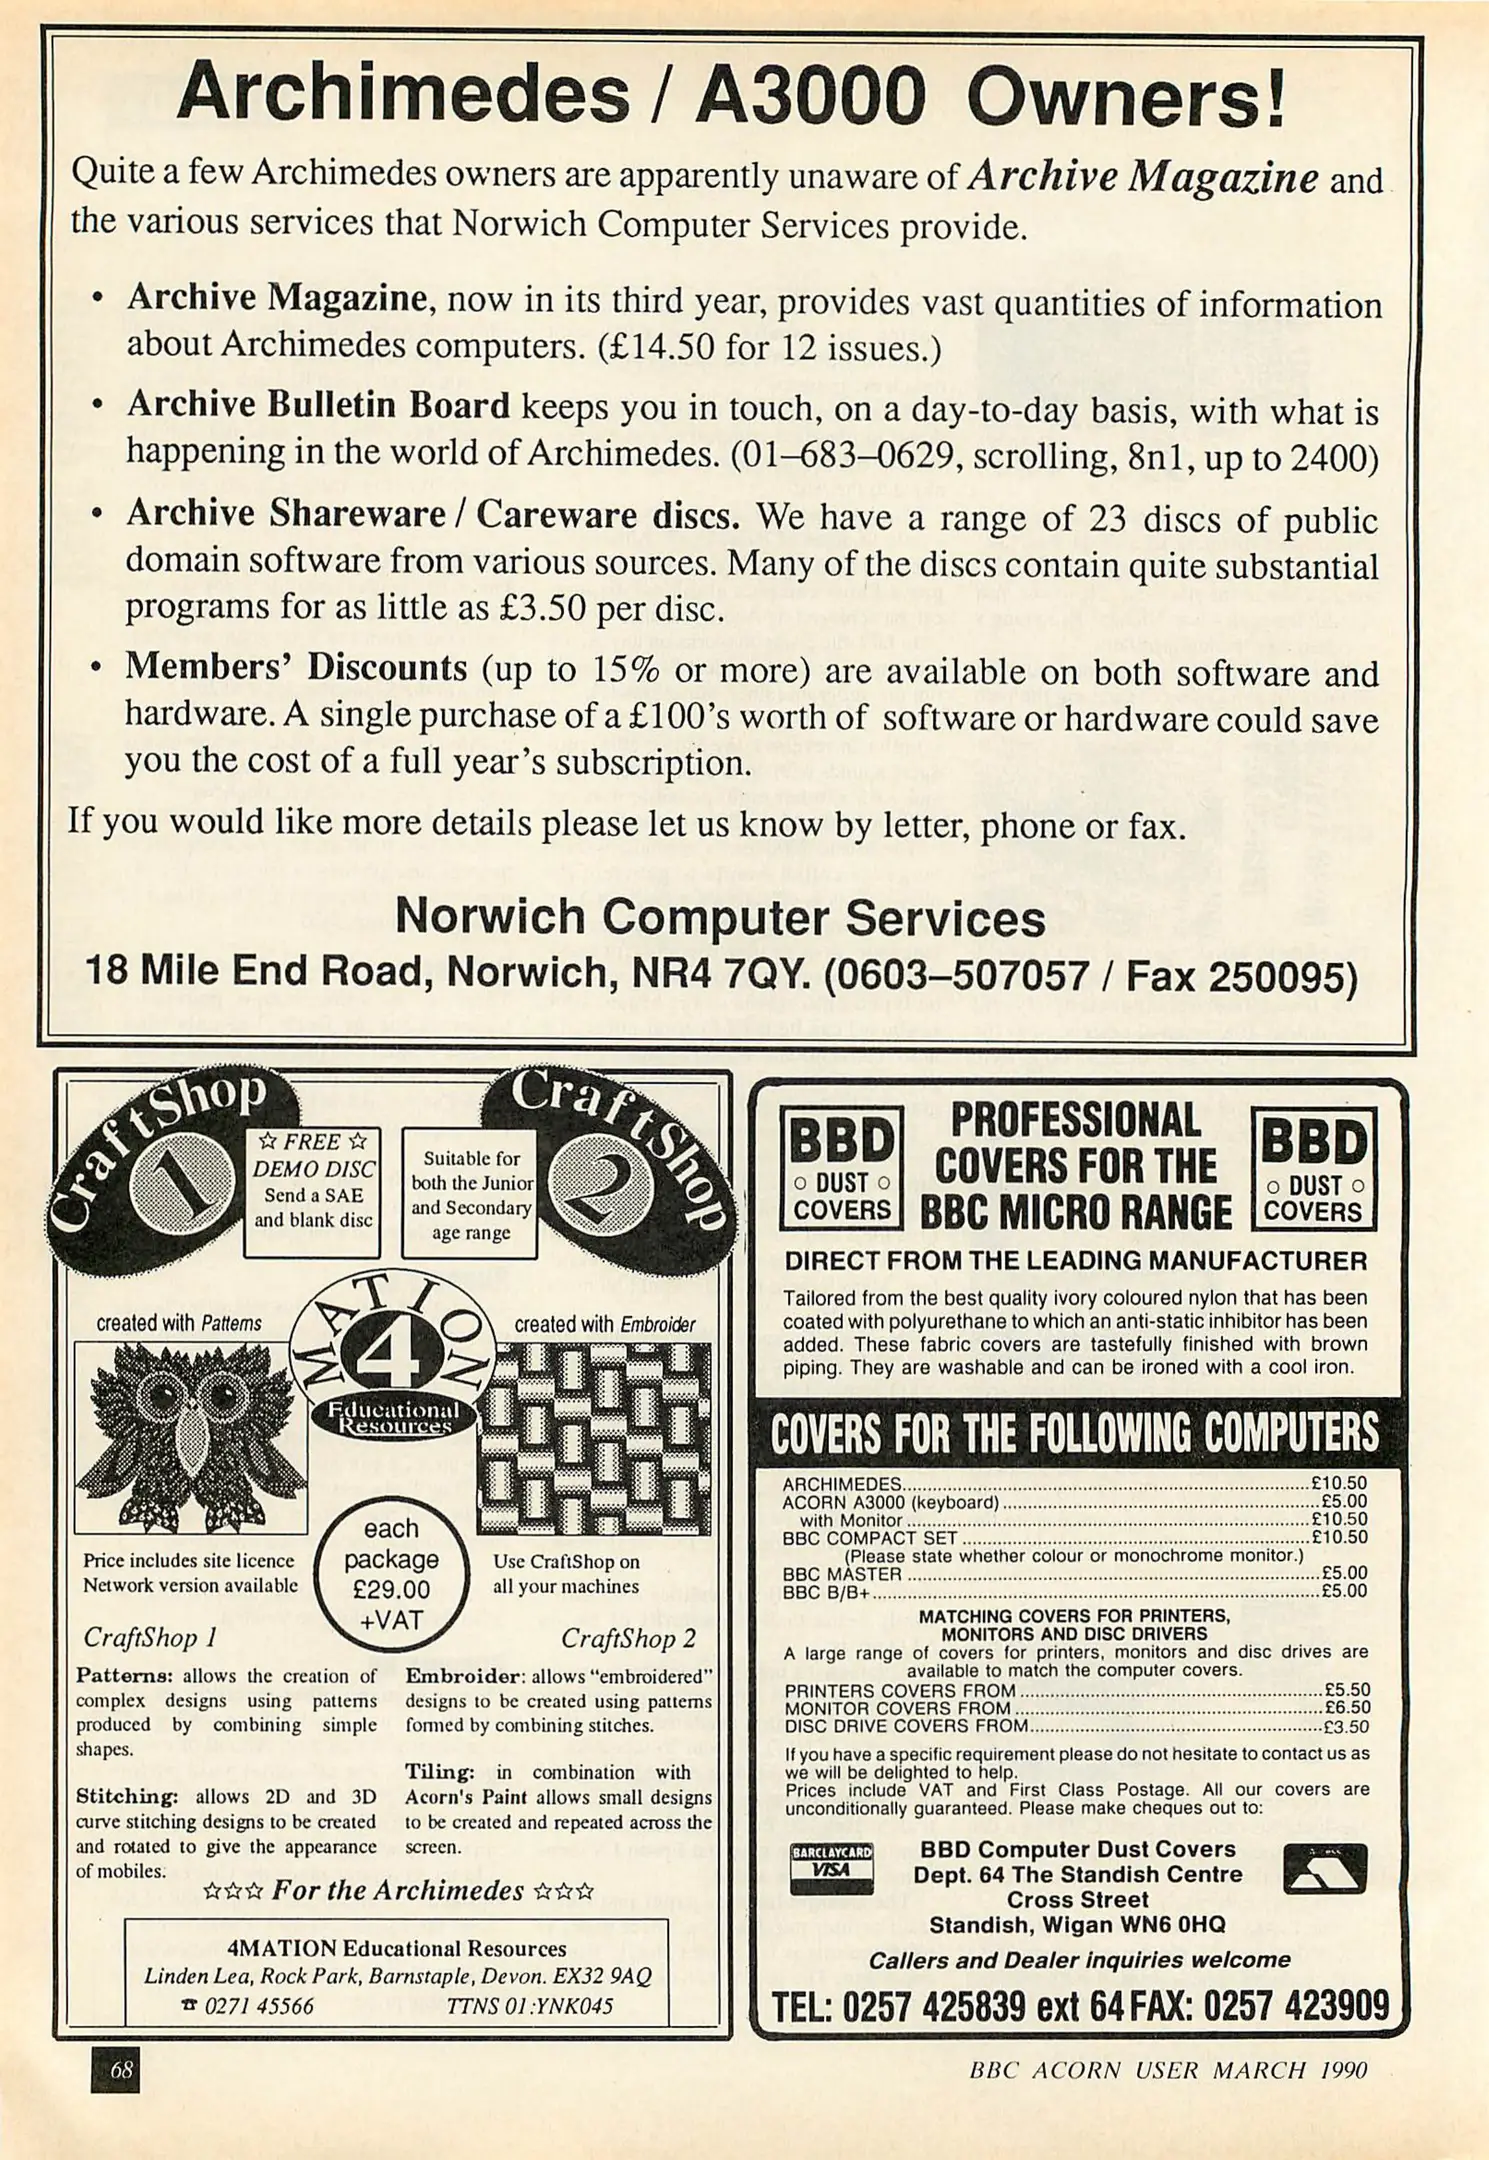 Archimedes / A3000 Owners!
Quite a few Archimedes owners are apparently unaware of Archive Magazine and
the various services that Norwich Computer Services provide.
• Archive Magazine, now in its third year, provides vast quantities of information
about Archimedes computers. (£14.50 for 12 issues.)
• Archive Bulletin Board keeps you in touch, on a day-to-day basis, with what is
happening in the world of Archimedes. (01–683–0629, scrolling, 8n1, up to 2400)
• Archive Shareware / Careware discs. We have a range of 23 discs of public
domain software from various sources. Many of the discs contain quite substantial
programs for as little as £3.50 per disc.
• Members' Discounts (up to 15% or more) are available on both software and
hardware. A single purchase of a £100's worth of software or hardware could save
you the cost of a full year's subscription.
If you would like more details please let us know by letter, phone or fax.
Norwich Computer Services
18 Mile End Road, Norwich, NR4 7QY. (0603–507057 / Fax 250095)
CraftShop
1
☆ FREE ☆
DEMO DISC
Send a SAE
and blank disc
Suitable for
both the Junior
and Secondary
age range
CraftShop
2
created with Patterns
4MATION
Educational
Resources
created with Embroider
Price includes site licence
Network version available
each
package
£29.00
+VAT
Use CraftShop on
all your machines
CraftShop 1
Patterns: allows the creation of
complex designs using patterns
produced by combining simple
shapes.
Stitching: allows 2D and 3D
curve stitching designs to be created
and rotated to give the appearance
of mobiles.
CraftShop 2
Embroider: allows "embroidered"
designs to be created using patterns
formed by combining stitches.
Tiling: in combination with
Acorn's Paint allows small designs
to be created and repeated across the
screen.
☆☆☆ For the Archimedes ☆☆☆
4MATION Educational Resources
Linden Lea, Rock Park, Barnstaple, Devon. EX32 9AQ
☎ 0271 45566 TTNS 01:YNK045
BBD
o DUST o
COVERS
PROFESSIONAL
COVERS FOR THE
BBC MICRO RANGE
BBD
o DUST o
COVERS
DIRECT FROM THE LEADING MANUFACTURER
Tailored from the best quality ivory coloured nylon that has been
coated with polyurethane to which an anti-static inhibitor has been
added. These fabric covers are tastefully finished with brown
piping. They are washable and can be ironed with a cool iron.
COVERS FOR THE FOLLOWING COMPUTERS
ARCHIMEDES...£10.50
ACORN A3000 (keyboard)...£5.00
with Monitor...£10.50
BBC COMPACT SET...£10.50
(Please state whether colour or monochrome monitor.)
BBC MASTER...£5.00
BBC B/B+...£5.00
MATCHING COVERS FOR PRINTERS,
MONITORS AND DISC DRIVERS
A large range of covers for printers, monitors and disc drives are
available to match the computer covers.
PRINTERS COVERS FROM...£5.50
MONITOR COVERS FROM...£6.50
DISC DRIVE COVERS FROM...£3.50
If you have a specific requirement please do not hesitate to contact us as
we will be delighted to help.
Prices include VAT and First Class Postage. All our covers are
unconditionally guaranteed. Please make cheques out to:
BARCLAYCARD
VISA
BBD Computer Dust Covers
Dept. 64 The Standish Centre
Cross Street
Standish, Wigan WN6 0HQ
Callers and Dealer inquiries welcome
TEL: 0257 425839 ext 64 FAX: 0257 423909
68
BBC ACORN USER MARCH 1990